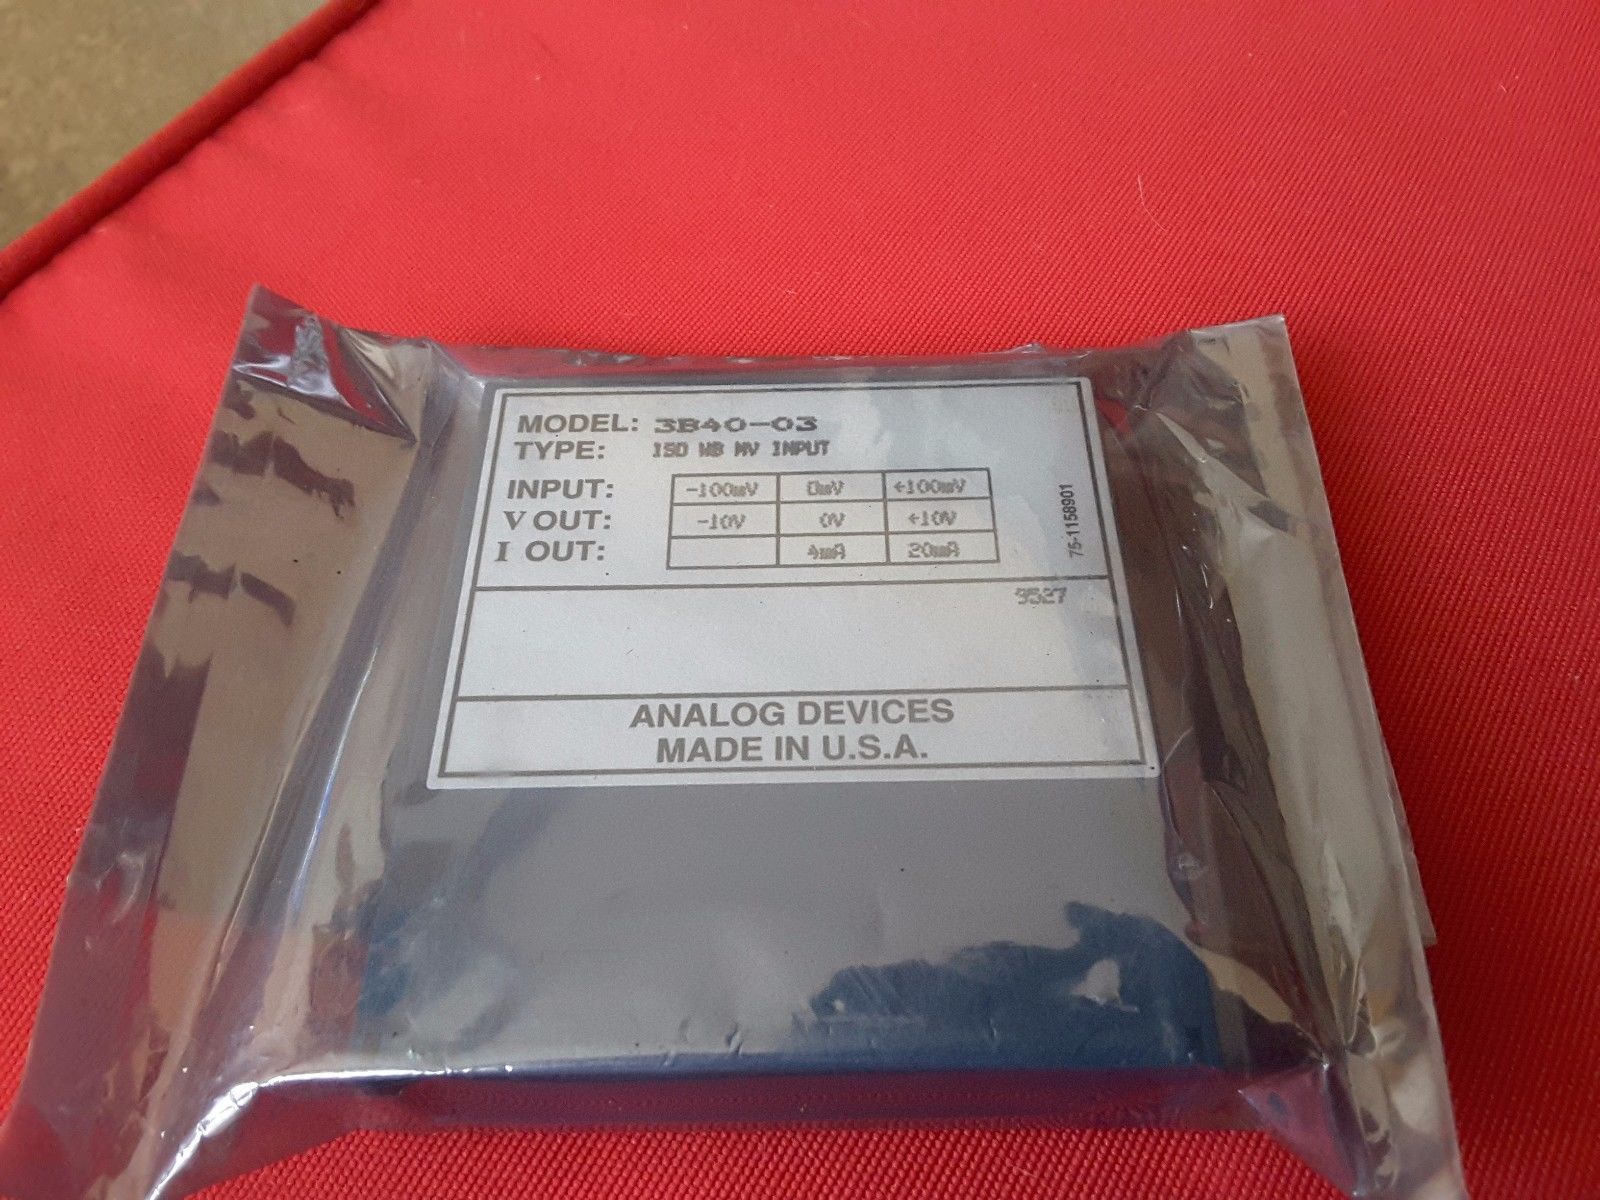 MODEL: 3B40-03
TYPE: ISO WB MV INPUT
INPUT: -100mV 0mV +100mV
V OUT: -10V 0V +10V
I OUT: 4mA 20mA
75-1158901
9527
ANALOG DEVICES
MADE IN U.S.A.